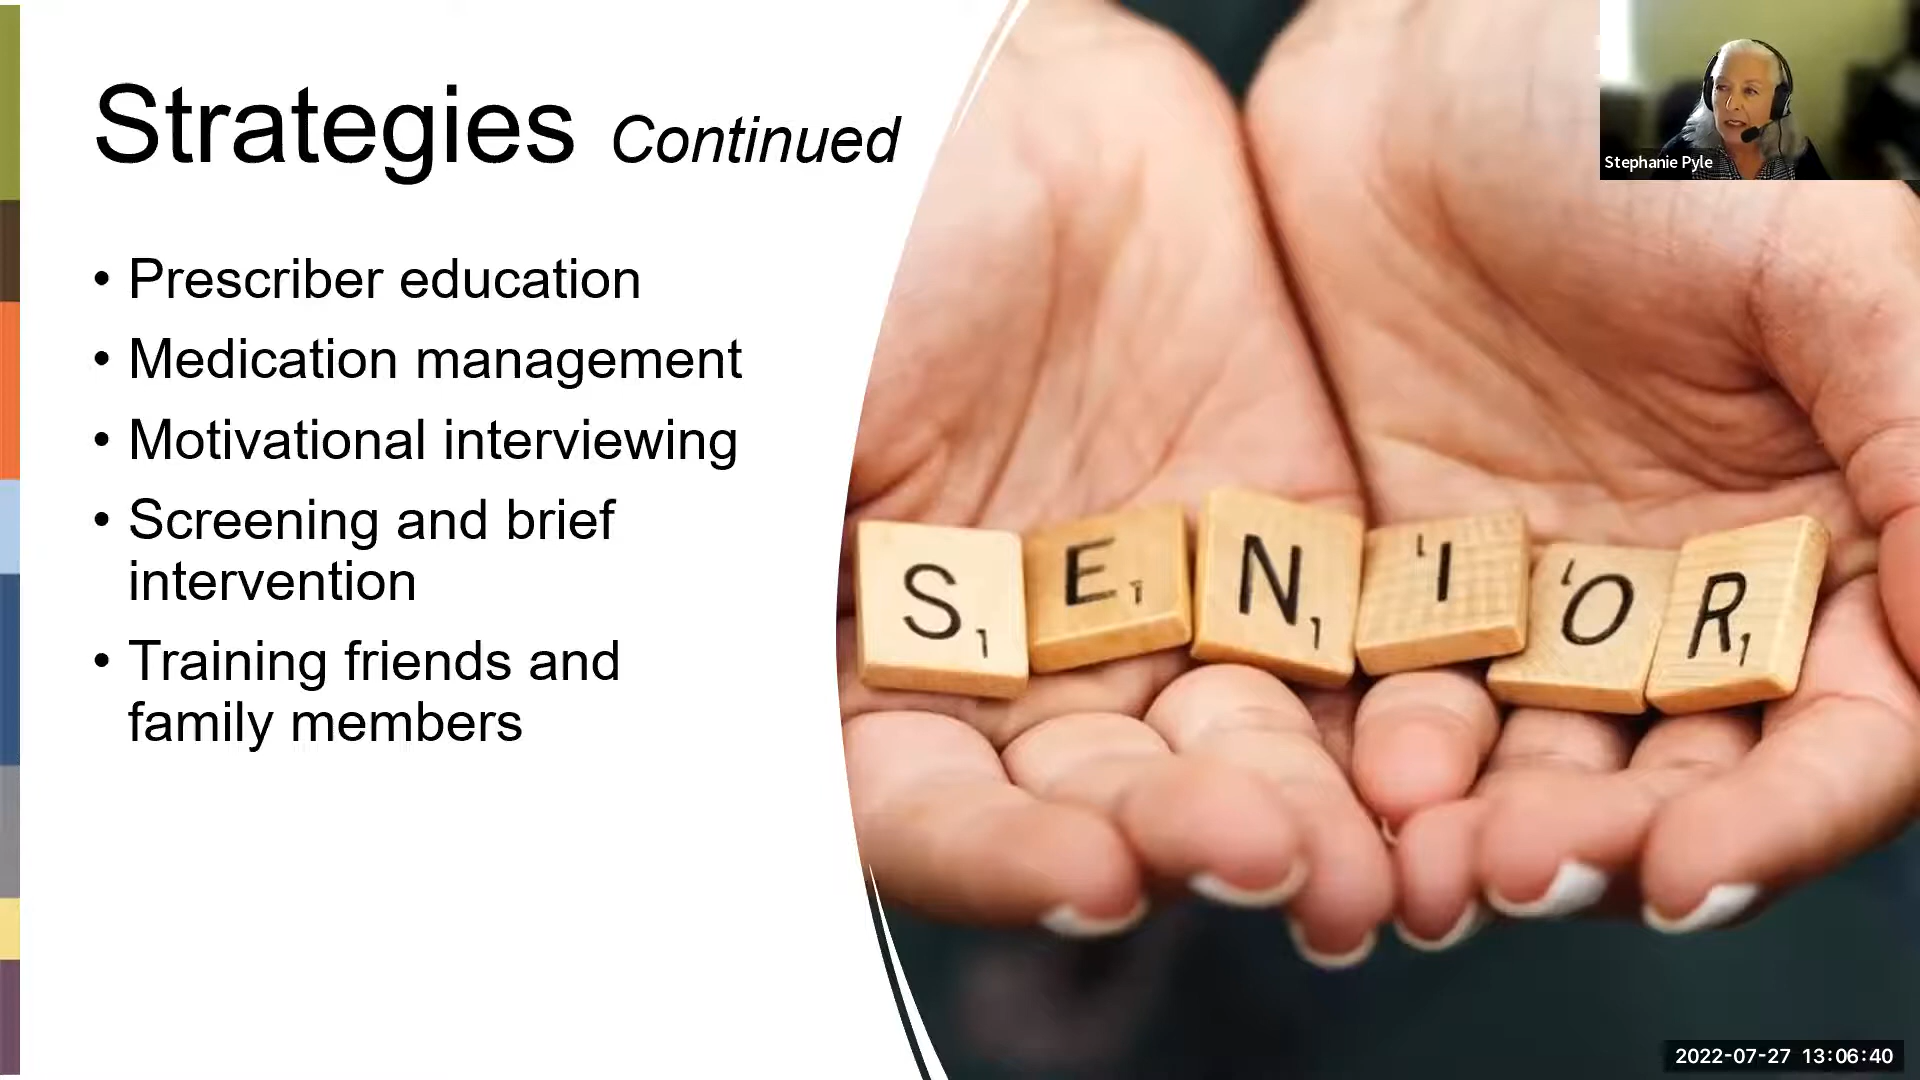 Strategies Continued
• Prescriber education
• Medication management
• Motivational interviewing
• Screening and brief
intervention
• Training friends and
family members
S1 E1 N1 I1 O1 R1
Stephanie Pyle
2022-07-27 13:06:40